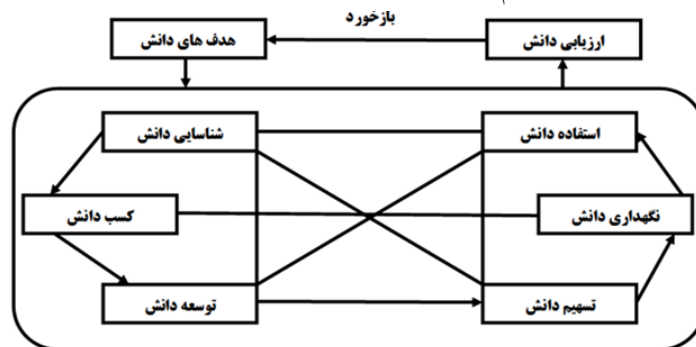 بازخورد
هدف های دانش
ارزیابی دانش
شناسایی دانش
استفاده دانش
کسب دانش
نگهداری دانش
توسعه دانش
تسهیم دانش